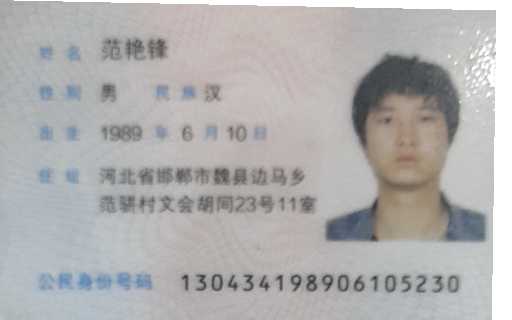 姓名 范艳锋
性别 男 民族 汉
出生 1989 年 6 月 10 日
住址 河北省邯郸市魏县边马乡
范骈村文会胡同23号11室
公民身份号码 130434198906105230